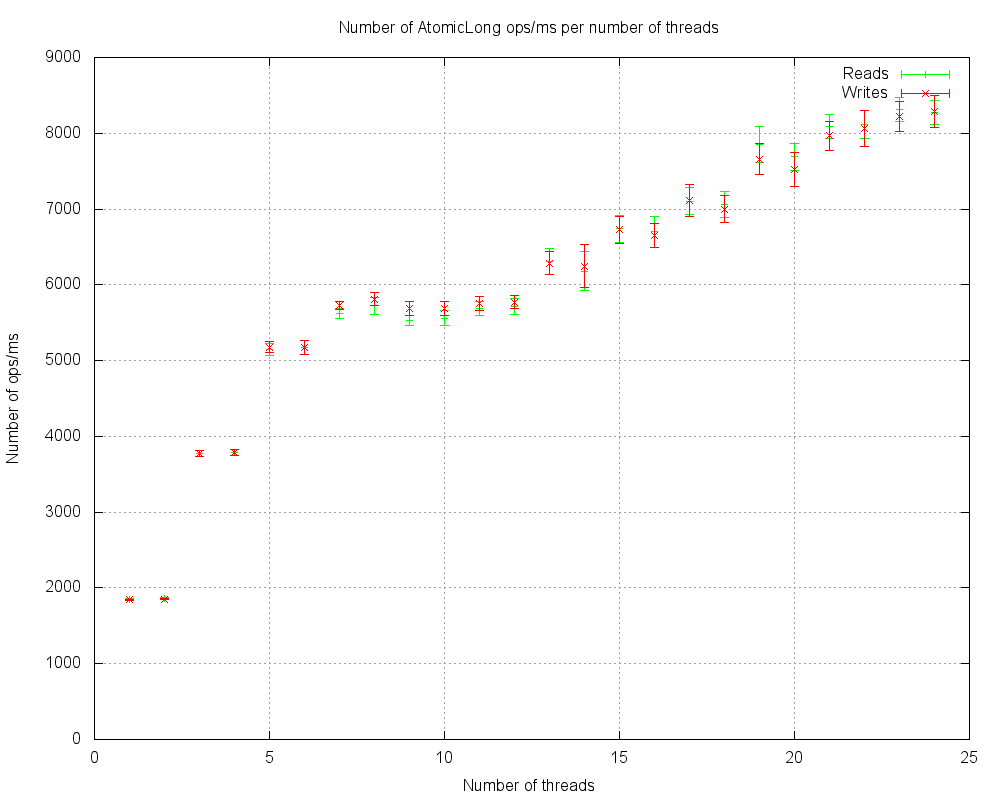 Number of AtomicLong ops/ms per number of threads
9000
8000
7000
6000
5000
4000
3000
2000
1000
0
Number of ops/ms
Reads
Writes
0 5 10 15 20 25
Number of threads